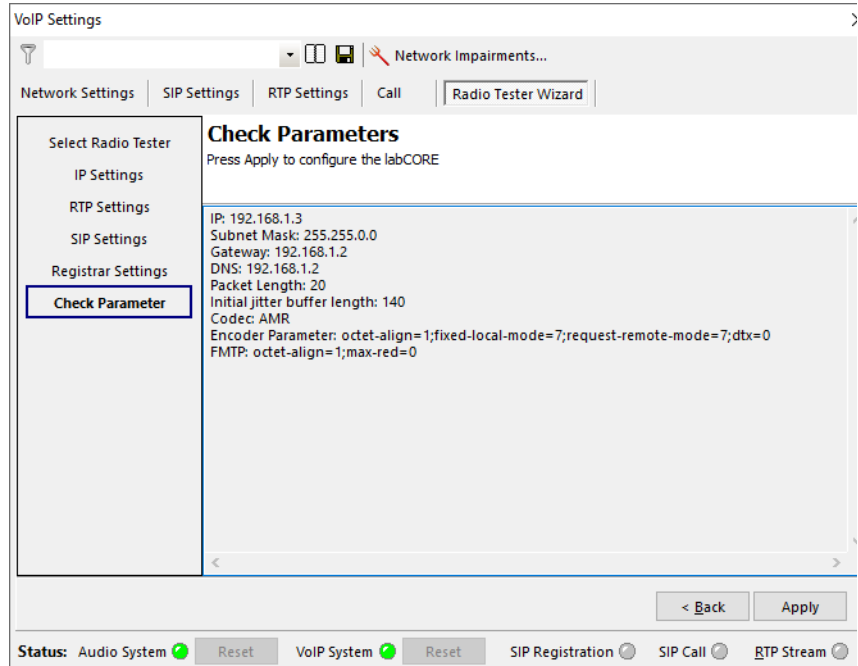 VoIP Settings
Network Impairments...
Network Settings SIP Settings RTP Settings Call Radio Tester Wizard
Select Radio Tester
IP Settings
RTP Settings
SIP Settings
Registrar Settings
Check Parameter
Check Parameters
Press Apply to configure the labCORE
IP: 192.168.1.3
Subnet Mask: 255.255.0.0
Gateway: 192.168.1.2
DNS: 192.168.1.2
Packet Length: 20
Initial jitter buffer length: 140
Codec: AMR
Encoder Parameter: octet-align=1;fixed-local-mode=7;request-remote-mode=7;dtx=0
FMTP: octet-align=1;max-red=0
< Back Apply
Status: Audio System Reset VoIP System Reset SIP Registration SIP Call RTP Stream